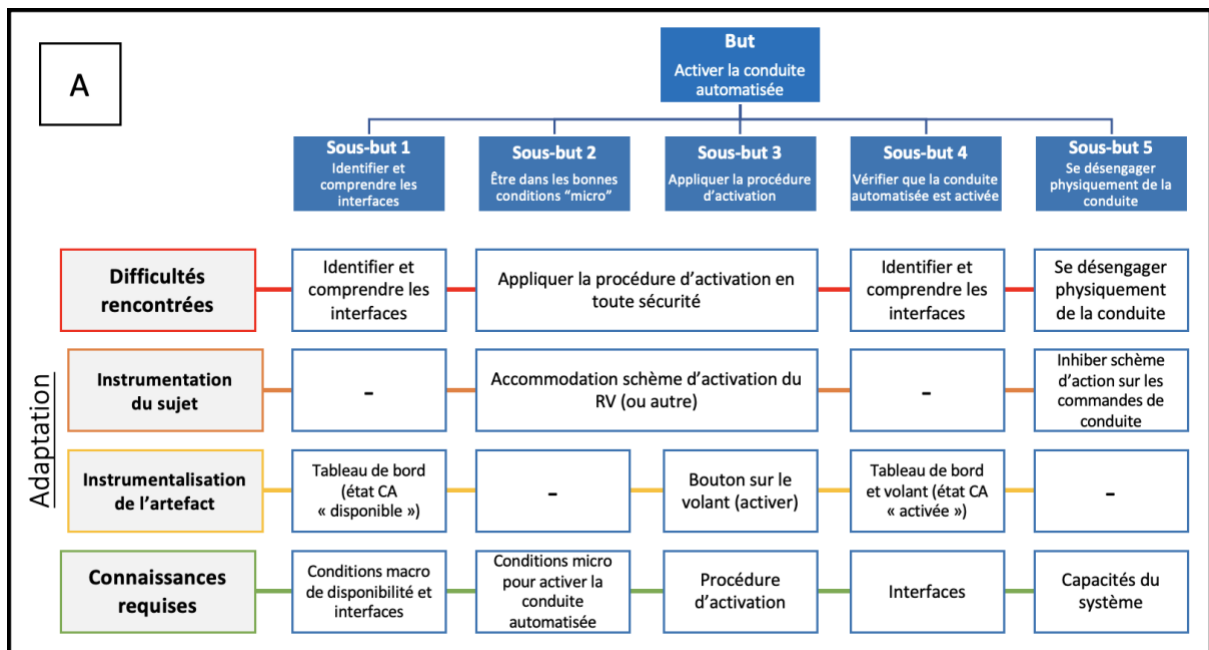 A
But
Activer la conduite
automatisée
Sous-but 1
Identifier et
comprendre les
interfaces
Sous-but 2
Être dans les bonnes
conditions “micro“
Sous-but 3
Appliquer la procédure
d’activation
Sous-but 4
Vérifier que la conduite
automatisée est activée
Sous-but 5
Se désengager
physiquement de la
conduite
Difficultés
rencontrées
Identifier et
comprendre les
interfaces
Appliquer la procédure d’activation en
toute sécurité
Identifier et
comprendre les
interfaces
Se désengager
physiquement
de la conduite
Adaptation
Instrumentation
du sujet
-
Accommodation schème d’activation du
RV (ou autre)
-
Inhiber schème
d’action sur les
commandes de
conduite
Instrumentalisation
de l’artefact
Tableau de bord
(état CA
« disponible »)
-
Bouton sur le
volant (activer)
Tableau de bord
et volant (état CA
« activée »)
-
Connaissances
requises
Conditions macro
de disponibilité et
interfaces
Conditions micro
pour activer la
conduite
automatisée
Procédure
d’activation
Interfaces
Capacités du
système